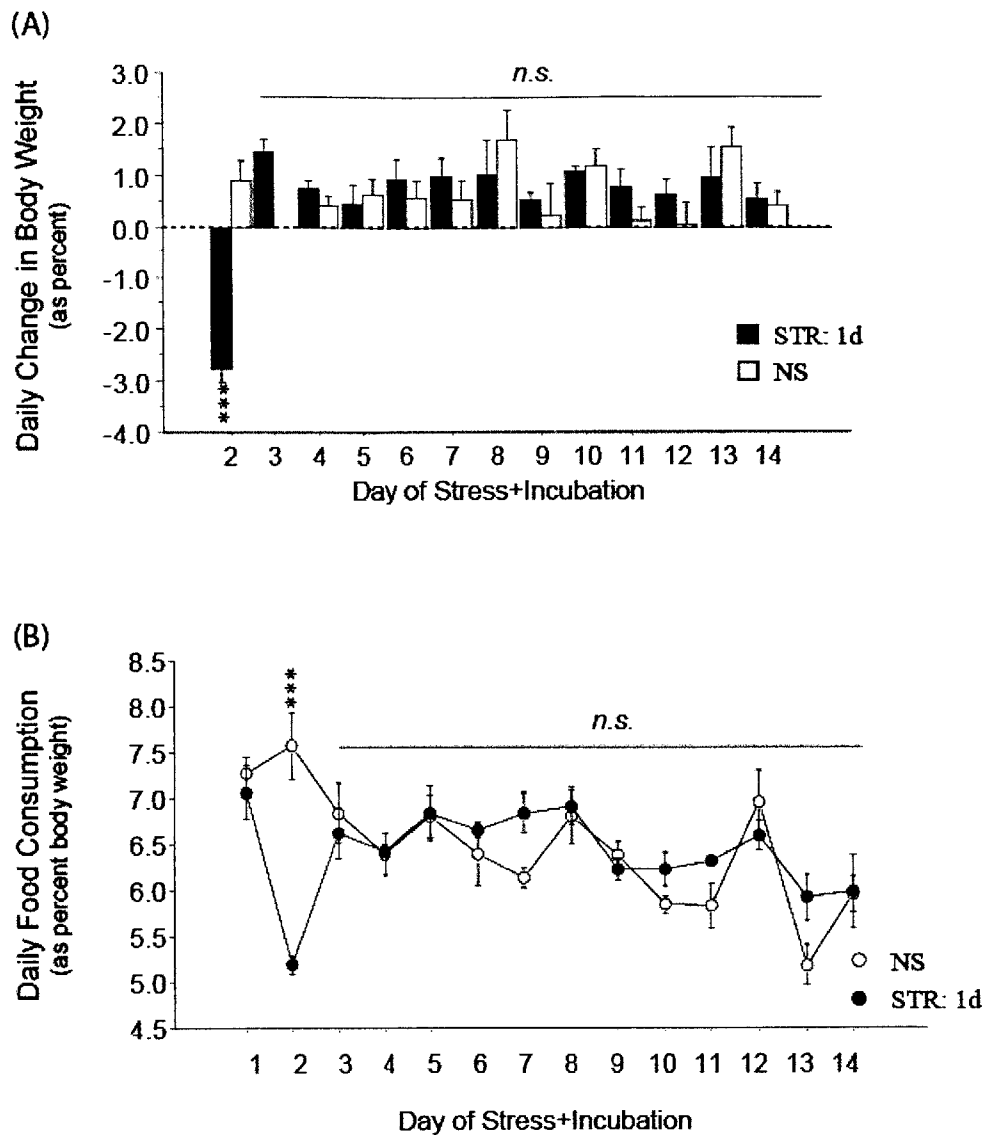 (A)
n.s.
Daily Change in Body Weight
(as percent)
3.0
2.0
1.0
0.0
-1.0
-2.0
-3.0
-4.0
***
STR: 1d
NS
2 3 4 5 6 7 8 9 10 11 12 13 14
Day of Stress+Incubation
(B)
Daily Food Consumption
(as percent body weight)
8.5
8.0
7.5
7.0
6.5
6.0
5.5
5.0
4.5
***
n.s.
NS
STR: 1d
1 2 3 4 5 6 7 8 9 10 11 12 13 14
Day of Stress+Incubation